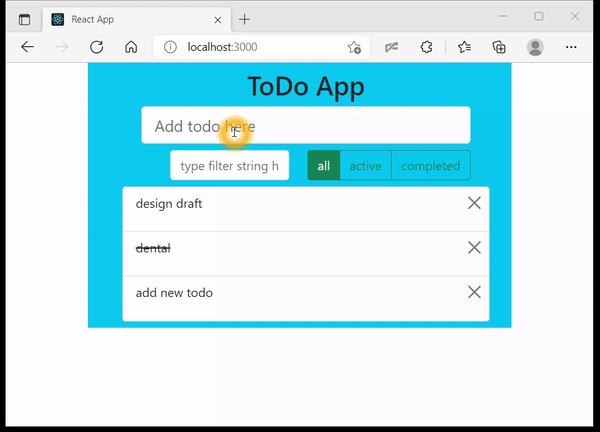 React App
localhost:3000
ToDo App
Add todo here
type filter string h
all active completed
design draft
dental
add new todo